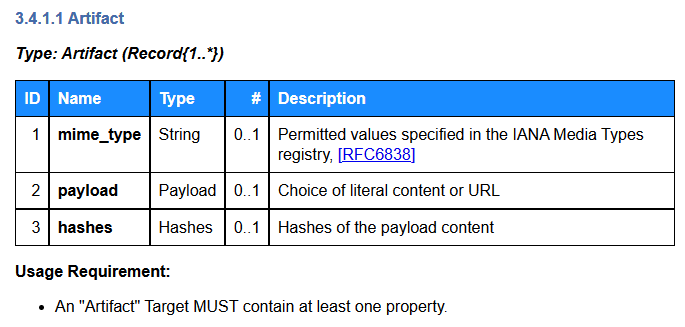 3.4.1.1 Artifact
Type: Artifact (Record{1..*})
ID Name Type # Description
1 mime_type String 0..1 Permitted values specified in the IANA Media Types
registry, [RFC6838]
2 payload Payload 0..1 Choice of literal content or URL
3 hashes Hashes 0..1 Hashes of the payload content
Usage Requirement:
• An "Artifact" Target MUST contain at least one property.